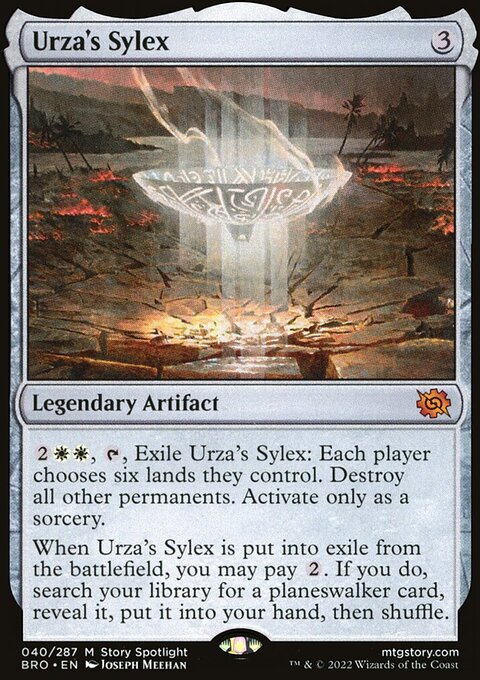 Urza's Sylex 3
Legendary Artifact
2, Exile Urza's Sylex: Each player
chooses six lands they control. Destroy
all other permanents. Activate only as a
sorcery.
When Urza's Sylex is put into exile from
the battlefield, you may pay 2. If you do,
search your library for a planeswalker card,
reveal it, put it into your hand, then shuffle.
040/287 M Story Spotlight
mtgstory.com
BRO • EN Joseph Meehan
™ & © 2022 Wizards of the Coast